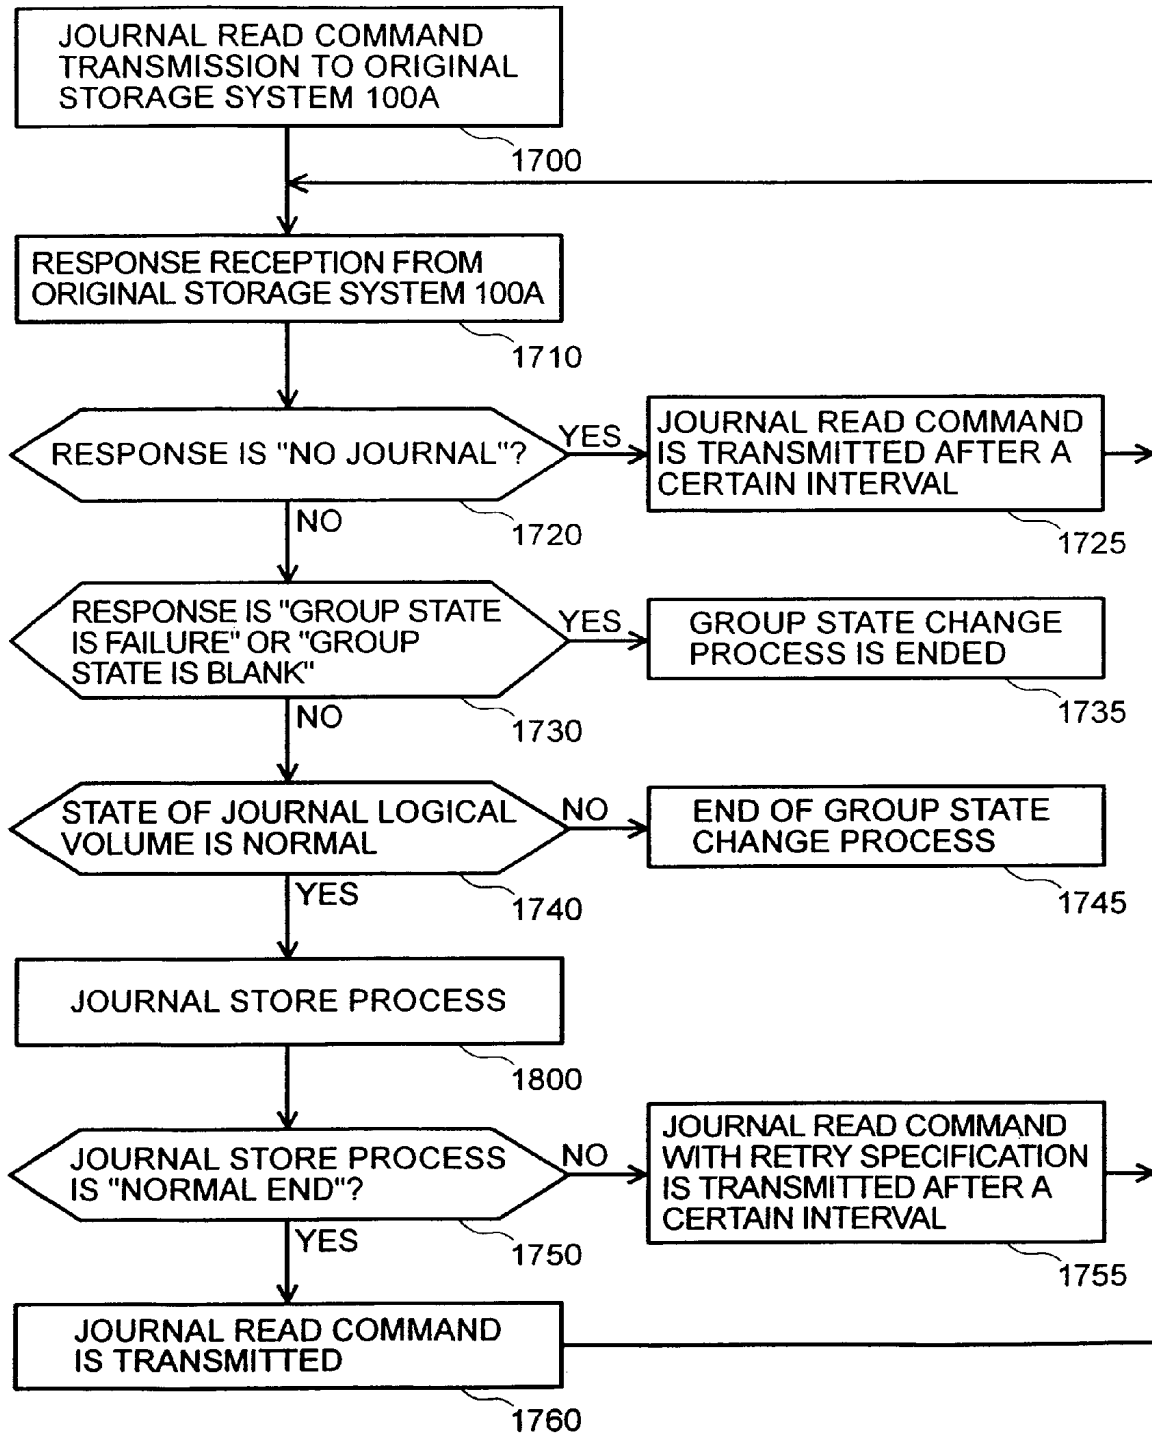 JOURNAL READ COMMAND
TRANSMISSION TO ORIGINAL
STORAGE SYSTEM 100A
1700
RESPONSE RECEPTION FROM
ORIGINAL STORAGE SYSTEM 100A
1710
RESPONSE IS "NO JOURNAL"?
YES
JOURNAL READ COMMAND
IS TRANSMITTED AFTER A
CERTAIN INTERVAL
NO
1720
1725
RESPONSE IS "GROUP STATE
IS FAILURE" OR "GROUP
STATE IS BLANK"
YES
GROUP STATE CHANGE
PROCESS IS ENDED
NO
1730
1735
STATE OF JOURNAL LOGICAL
VOLUME IS NORMAL
NO
END OF GROUP STATE
CHANGE PROCESS
YES
1740
1745
JOURNAL STORE PROCESS
1800
JOURNAL STORE PROCESS
IS "NORMAL END"?
NO
JOURNAL READ COMMAND
WITH RETRY SPECIFICATION
IS TRANSMITTED AFTER A
CERTAIN INTERVAL
YES
1750
1755
JOURNAL READ COMMAND
IS TRANSMITTED
1760